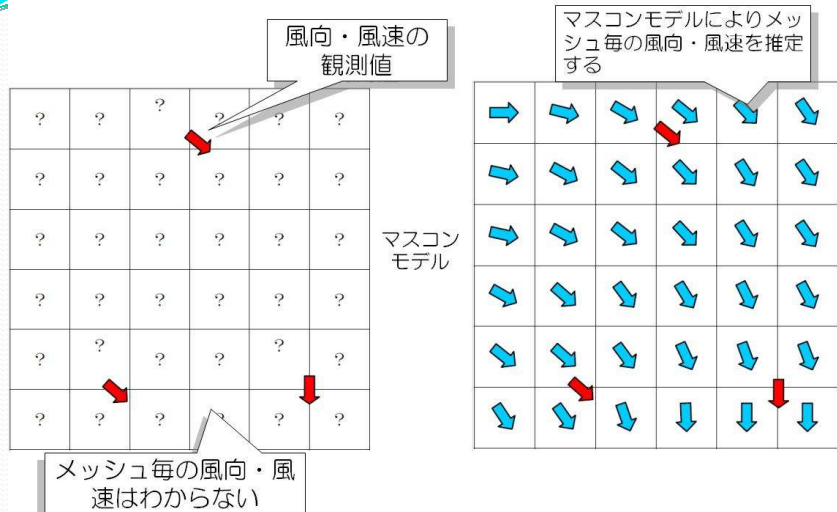 風向・風速の
観測値
マスコンモデルによりメッ
シュ毎の風向・風速を推定
する
? ? ? ? ? ?
? ? ? ? ? ?
? ? ? ? ? ?
? ? ? ? ? ?
? ? ? ? ? ?
? ? ? ? ? ?
マスコン
モデル
メッシュ毎の風向・風
速はわからない